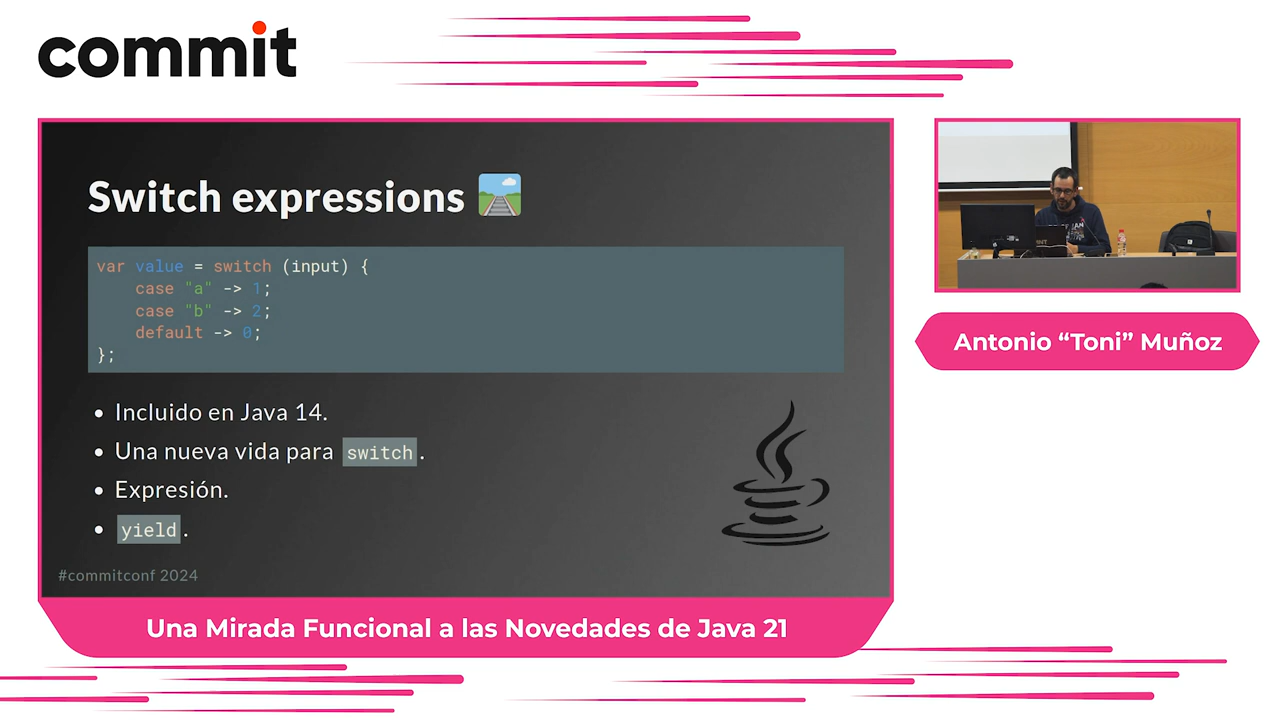 commit
Switch expressions
var value = switch (input) {
case "a" -> 1;
case "b" -> 2;
default -> 0;
};
Incluido en Java 14.
Una nueva vida para switch.
Expresión.
yield.
#commitconf 2024
Antonio “Toni” Muñoz
Una Mirada Funcional a las Novedades de Java 21